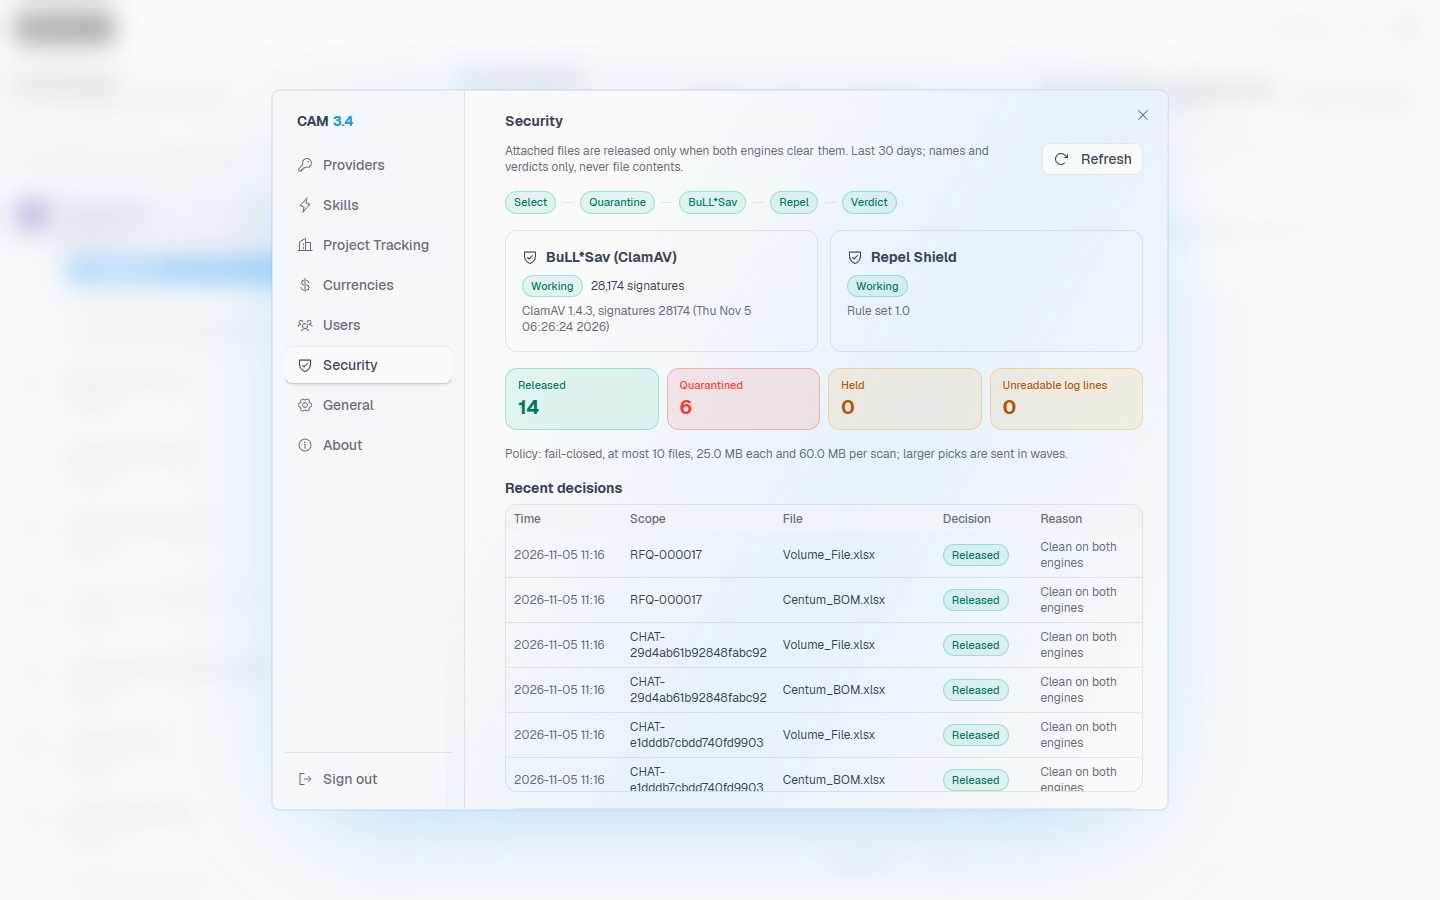 CAM 3.4
Providers
Skills
Project Tracking
Currencies
Users
Security
General
About
Sign out
Security
Attached files are released only when both engines clear them. Last 30 days; names and
verdicts only, never file contents.
Refresh
Select
Quarantine
BuLL*Sav
Repel
Verdict
BuLL*Sav (ClamAV)
Working 28,174 signatures
ClamAV 1.4.3, signatures 28174 (Thu Nov 5
06:26:24 2026)
Repel Shield
Working
Rule set 1.0
Released
14
Quarantined
6
Held
0
Unreadable log lines
0
Policy: fail-closed, at most 10 files, 25.0 MB each and 60.0 MB per scan; larger picks are sent in waves.
Recent decisions
Time Scope File Decision Reason
2026-11-05 11:16 RFQ-000017 Volume_File.xlsx Released Clean on both
engines
2026-11-05 11:16 RFQ-000017 Centum_BOM.xlsx Released Clean on both
engines
2026-11-05 11:16 CHAT- Volume_File.xlsx Released Clean on both
29d4ab61b92848fabc92 engines
2026-11-05 11:16 CHAT- Centum_BOM.xlsx Released Clean on both
29d4ab61b92848fabc92 engines
2026-11-05 11:16 CHAT- Volume_File.xlsx Released Clean on both
e1dddb7cbdd740fd9903 engines
2026-11-05 11:16 CHAT- Centum_BOM.xlsx Released Clean on both
e1dddb7cbdd740fd9903 engines